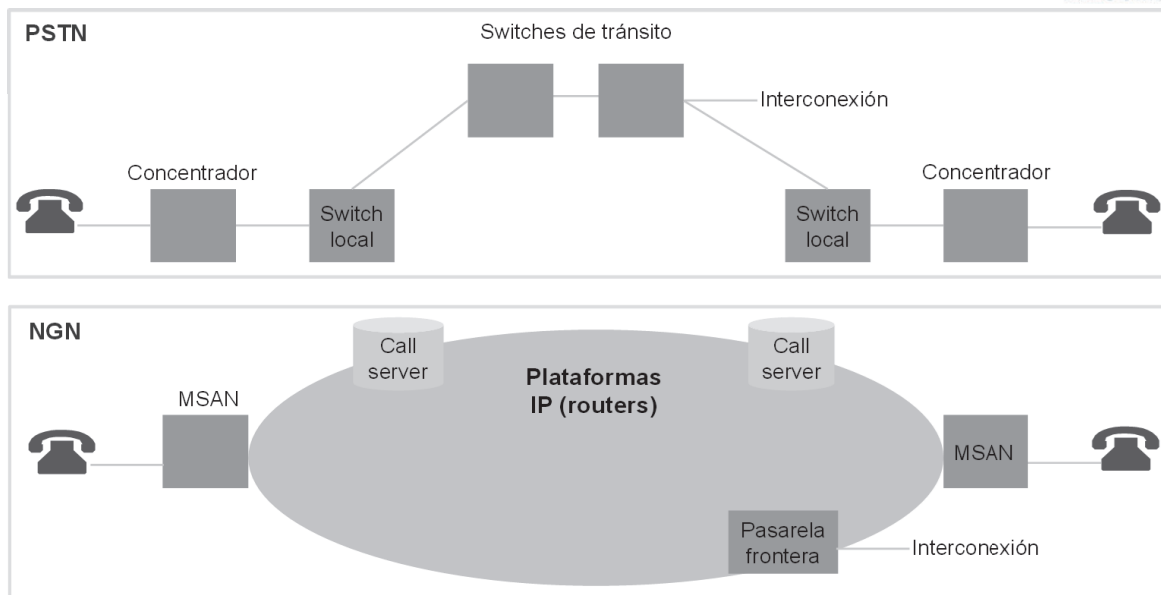 PSTN
Switches de tránsito
Interconexión
Concentrador
Concentrador
Switch
local
Switch
local
NGN
Call
server
Call
server
Plataformas
IP (routers)
MSAN
MSAN
Pasarela
frontera
Interconexión